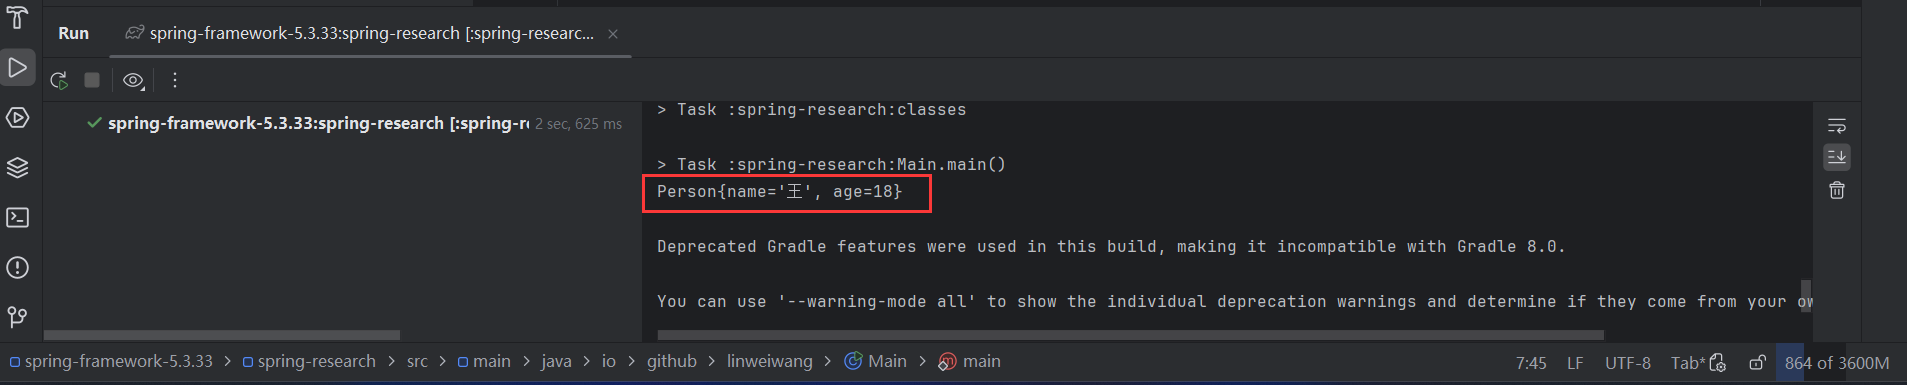 Run
spring-framework-5.3.33:spring-research [:spring-researc...
spring-framework-5.3.33:spring-research [:spring-r 2 sec, 625 ms
> Task :spring-research:classes
> Task :spring-research:Main.main()
Person{name='王', age=18}
Deprecated Gradle features were used in this build, making it incompatible with Gradle 8.0.
You can use '--warning-mode all' to show the individual deprecation warnings and determine if they come from your ow
spring-framework-5.3.33 > spring-research > src > main > java > io > github > linweiwang > Main > main
7:45 LF UTF-8 Tab* 864 of 3600M